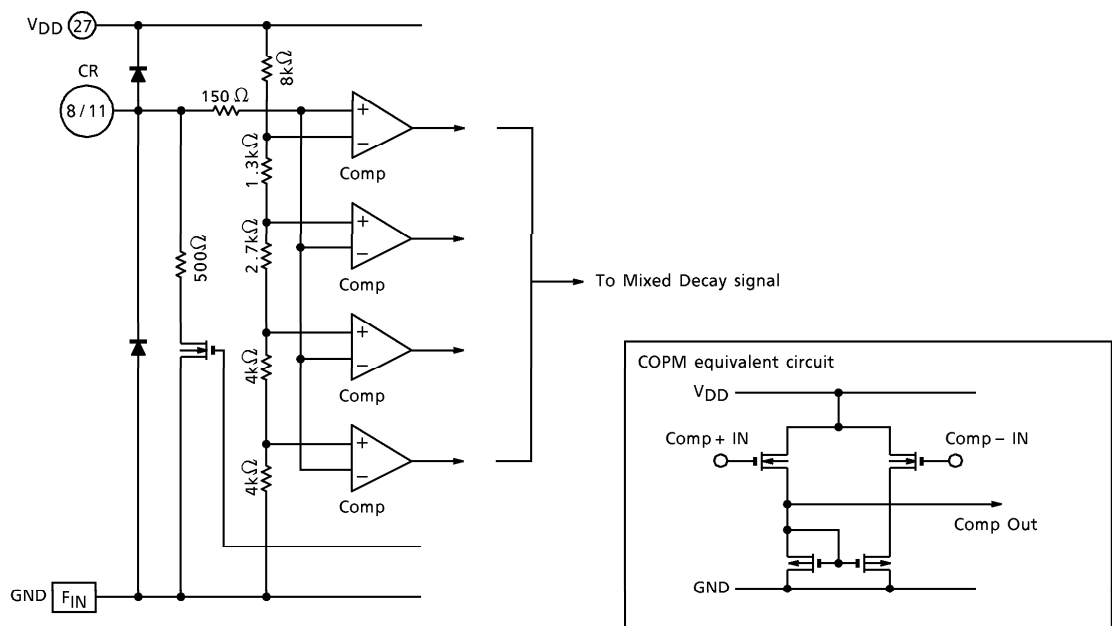 VDD 27
8kΩ
CR
8 / 11
150 Ω
+
−
Comp
1.3kΩ
+
−
Comp
2.7kΩ
500Ω
To Mixed Decay signal
+
−
Comp
4kΩ
+
−
Comp
4kΩ
GND FIN
COPM equivalent circuit
VDD
Comp + IN
Comp − IN
Comp Out
GND